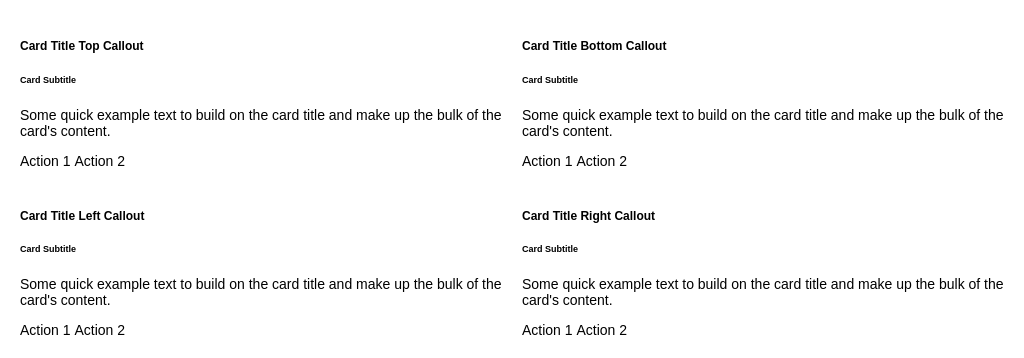 Card Title Top Callout
Card Subtitle
Some quick example text to build on the card title and make up the bulk of the
card's content.
Action 1 Action 2
Card Title Bottom Callout
Card Subtitle
Some quick example text to build on the card title and make up the bulk of the
card's content.
Action 1 Action 2
Card Title Left Callout
Card Subtitle
Some quick example text to build on the card title and make up the bulk of the
card's content.
Action 1 Action 2
Card Title Right Callout
Card Subtitle
Some quick example text to build on the card title and make up the bulk of the
card's content.
Action 1 Action 2